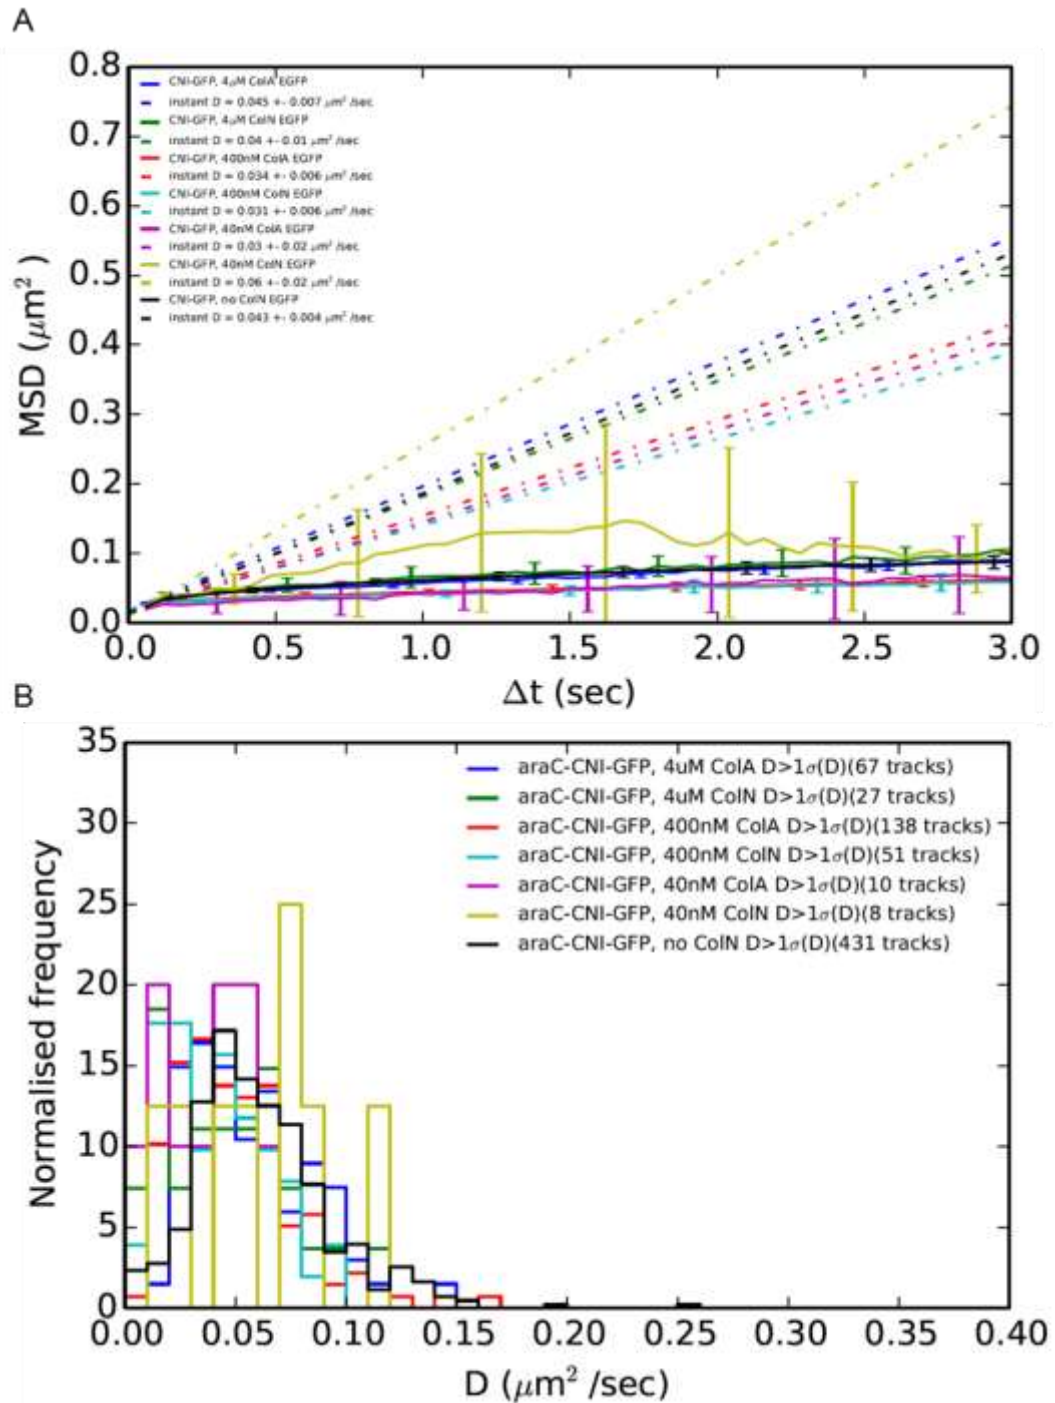 A
0.8
0.7
0.6
0.5
0.4
0.3
0.2
0.1
0.0
MSD (μm²)
CNI-GFP, 4μM ColA EGFP
instant D = 0.045 +- 0.007 μm² /sec
CNI-GFP, 4μM ColN EGFP
instant D = 0.04 +- 0.01 μm² /sec
CNI-GFP, 400nM ColA EGFP
instant D = 0.034 +- 0.006 μm² /sec
CNI-GFP, 400nM ColN EGFP
instant D = 0.031 +- 0.006 μm² /sec
CNI-GFP, 40nM ColA EGFP
instant D = 0.03 +- 0.02 μm² /sec
CNI-GFP, 40nM ColN EGFP
instant D = 0.06 +- 0.02 μm² /sec
CNI-GFP, no ColN EGFP
instant D = 0.043 +- 0.004 μm² /sec
0.0 0.5 1.0 1.5 2.0 2.5 3.0
Δt (sec)
B
35
30
25
20
15
10
5
0
Normalised frequency
araC-CNI-GFP, 4uM ColA D>1σ(D)(67 tracks)
araC-CNI-GFP, 4uM ColN D>1σ(D)(27 tracks)
araC-CNI-GFP, 400nM ColA D>1σ(D)(138 tracks)
araC-CNI-GFP, 400nM ColN D>1σ(D)(51 tracks)
araC-CNI-GFP, 40nM ColA D>1σ(D)(10 tracks)
araC-CNI-GFP, 40nM ColN D>1σ(D)(8 tracks)
araC-CNI-GFP, no ColN D>1σ(D)(431 tracks)
0.00 0.05 0.10 0.15 0.20 0.25 0.30 0.35 0.40
D (μm² /sec)